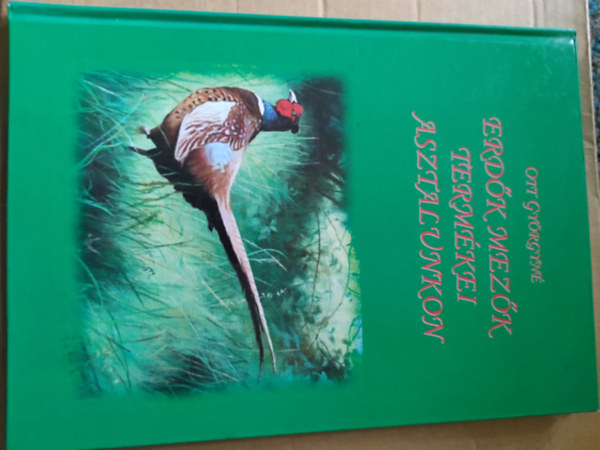 OTT GYÖRGYNÉ
ERDŐK MEZŐK
TERMÉKEI
ASZTALUNKON